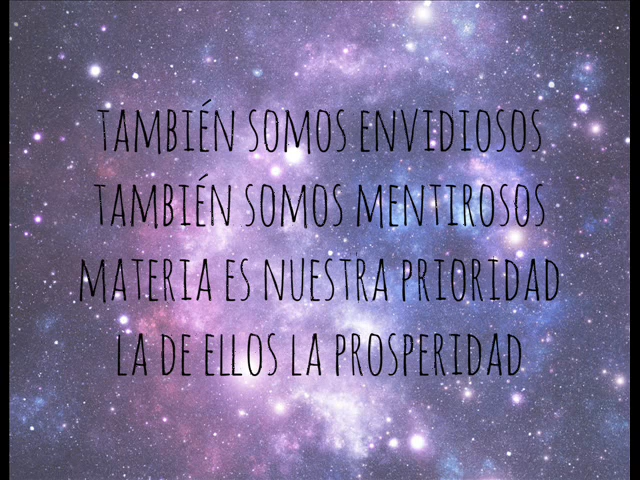 TAMBIÉN SOMOS ENVIDIOSOS
TAMBIÉN SOMOS MENTIROSOS
MATERIA ES NUESTRA PRIORIDAD
LA DE ELLOS LA PROSPERIDAD